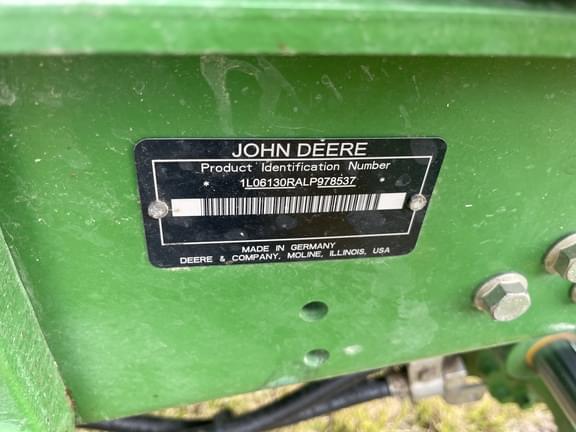 JOHN DEERE
Product Identification Number
* 1L06130RALP978537 *
MADE IN GERMANY
DEERE & COMPANY, MOLINE, ILLINOIS, USA